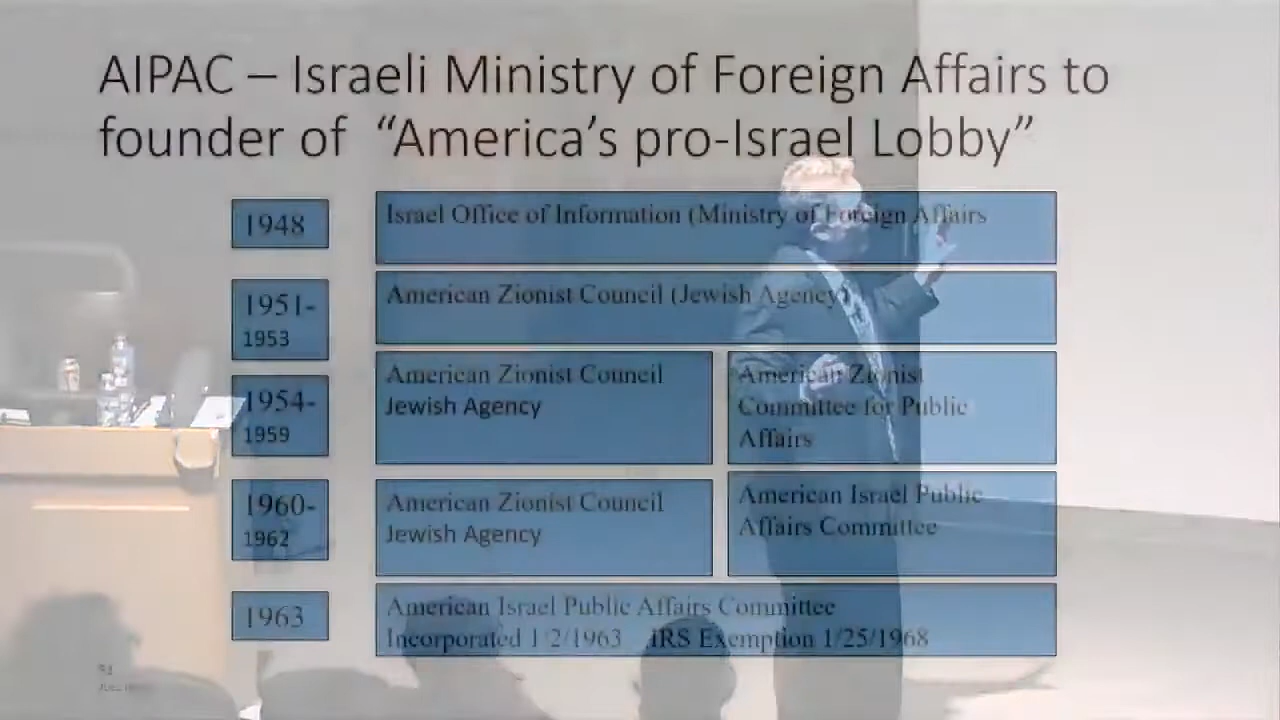 AIPAC – Israeli Ministry of Foreign Affairs to
founder of “America’s pro-Israel Lobby”
1948
Israel Office of Information (Ministry of Foreign Affairs
1951-
1953
American Zionist Council (Jewish Agency)
1954-
1959
American Zionist Council
Jewish Agency
American Zionist
Committee for Public
Affairs
1960-
1962
American Zionist Council
Jewish Agency
American Israel Public
Affairs Committee
1963
American Israel Public Affairs Committee
Incorporated 1/2/1963 IRS Exemption 1/25/1968